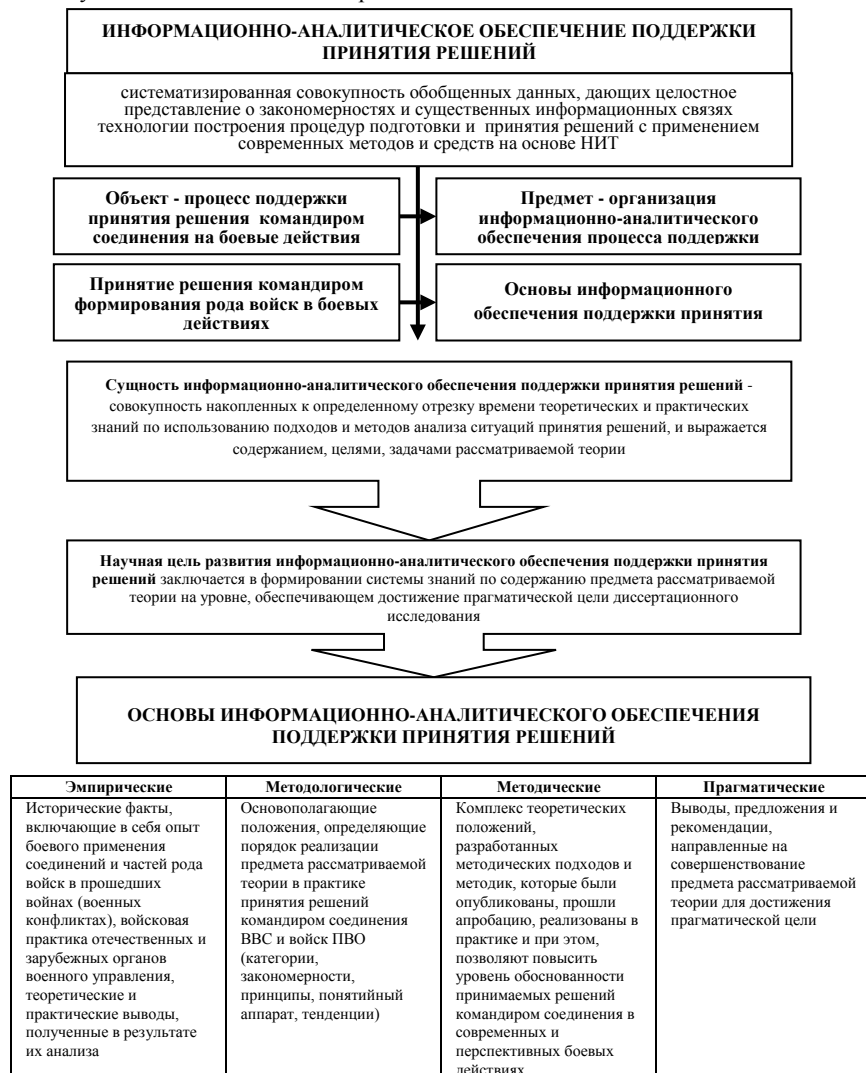 ИНФОРМАЦИОННО-АНАЛИТИЧЕСКОЕ ОБЕСПЕЧЕНИЕ ПОДДЕРЖКИ
ПРИНЯТИЯ РЕШЕНИЙ
систематизированная совокупность обобщенных данных, дающих целостное
представление о закономерностях и существенных информационных связях
технологии построения процедур подготовки и принятия решений с применением
современных методов и средств на основе НИТ
Объект - процесс поддержки
принятия решения командиром
соединения на боевые действия
Предмет - организация
информационно-аналитического
обеспечения процесса поддержки
Принятие решения командиром
формирования рода войск в боевых
действиях
Основы информационного
обеспечения поддержки принятия
Сущность информационно-аналитического обеспечения поддержки принятия решений -
совокупность накопленных к определенному отрезку времени теоретических и практических
знаний по использованию подходов и методов анализа ситуаций принятия решений, и выражается
содержанием, целями, задачами рассматриваемой теории
Научная цель развития информационно-аналитического обеспечения поддержки принятия
решений заключается в формировании системы знаний по содержанию предмета рассматриваемой
теории на уровне, обеспечивающем достижение прагматической цели диссертационного
исследования
ОСНОВЫ ИНФОРМАЦИОННО-АНАЛИТИЧЕСКОГО ОБЕСПЕЧЕНИЯ
ПОДДЕРЖКИ ПРИНЯТИЯ РЕШЕНИЙ
Эмпирические
Исторические факты,
включающие в себя опыт
боевого применения
соединений и частей рода
войск в прошедших
войнах (военных
конфликтах), войсковая
практика отечественных и
зарубежных органов
военного управления,
теоретические и
практические выводы,
полученные в результате
их анализа
Методологические
Основополагающие
положения, определяющие
порядок реализации
предмета рассматриваемой
теории в практике
принятия решений
командиром соединения
ВВС и войск ПВО
(категории,
закономерности,
принципы, понятийный
аппарат, тенденции)
Методические
Комплекс теоретических
положений,
разработанных
методических подходов и
методик, которые были
опубликованы, прошли
апробацию, реализованы в
практике и при этом,
позволяют повысить
уровень обоснованности
принимаемых решений
командиром соединения в
современных и
перспективных боевых
действиях
Прагматические
Выводы, предложения и
рекомендации,
направленные на
совершенствование
предмета рассматриваемой
теории для достижения
прагматической цели